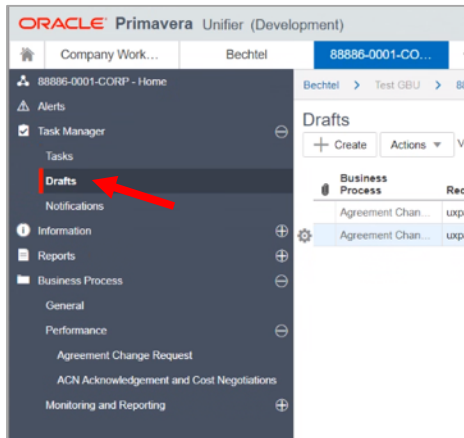 ORACLE Primavera Unifier (Development)
Company Work... Bechtel 88886-0001-CO...
88886-0001-CORP - Home
Bechtel > Test GBU >
Alerts
Drafts
Task Manager
+ Create Actions
Tasks
Business
Process
Drafts
Agreement Chan...
Notifications
Agreement Chan...
Information
Reports
Business Process
General
Performance
Agreement Change Request
ACN Acknowledgement and Cost Negotiations
Monitoring and Reporting